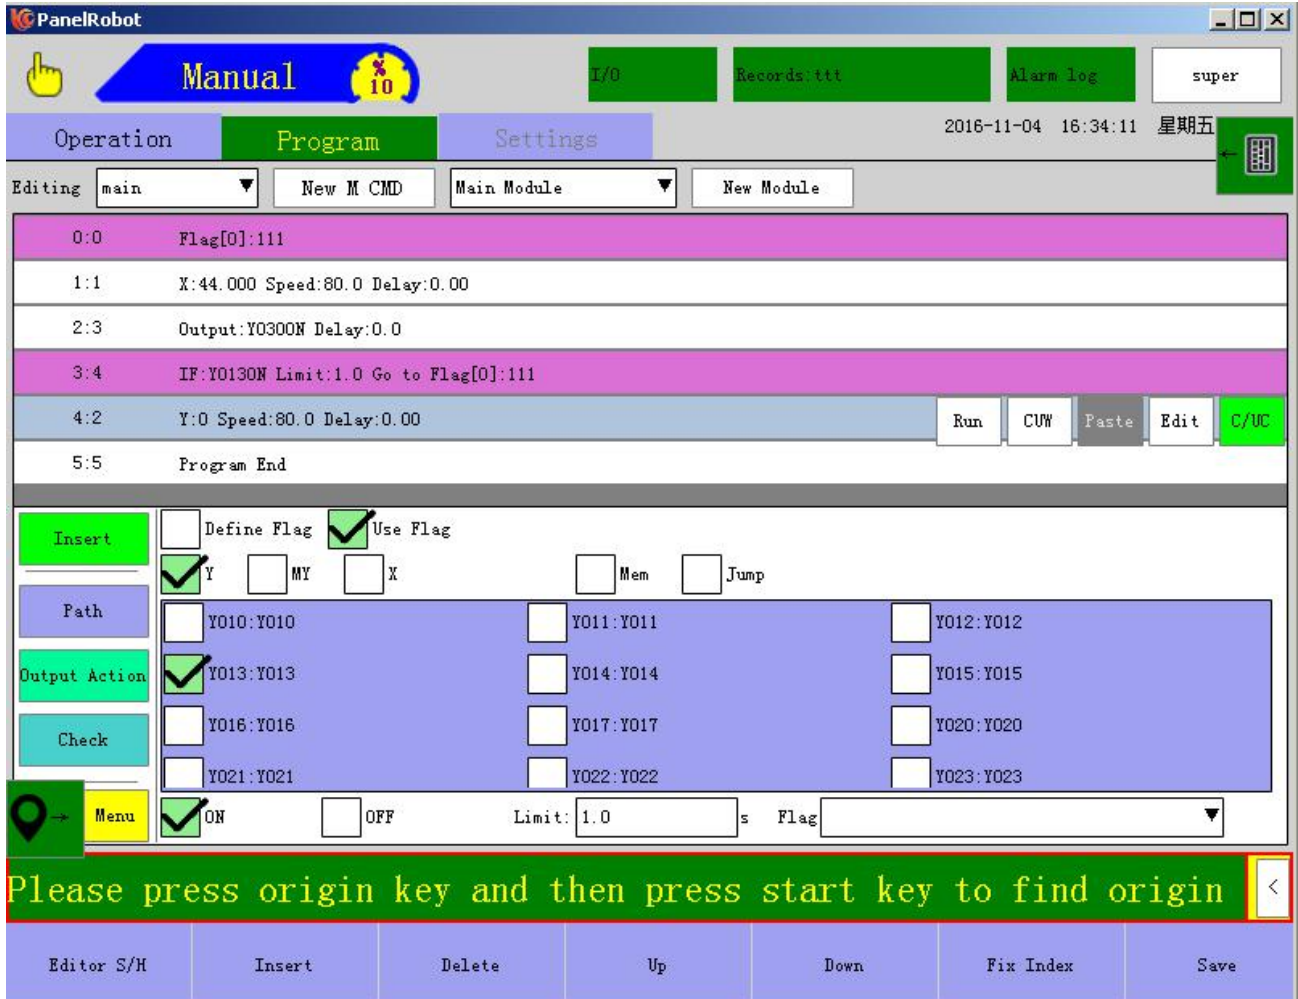 PanelRobot
Manual
%
10
I/O
Records:ttt
Alarm log
super
Operation
Program
Settings
2016-11-04 16:34:11 星期五
Editing main New M CMD Main Module New Module
0:0 Flag[0]:111
1:1 X:44.000 Speed:80.0 Delay:0.00
2:3 Output:Y030ON Delay:0.0
3:4 IF:Y013ON Limit:1.0 Go to Flag[0]:111
4:2 Y:0 Speed:80.0 Delay:0.00 Run CUW Paste Edit C/UC
5:5 Program End
Insert
Define Flag Use Flag
Y MY X Mem Jump
Path
Y010:Y010 Y011:Y011 Y012:Y012
Output Action
Y013:Y013 Y014:Y014 Y015:Y015
Check
Y016:Y016 Y017:Y017 Y020:Y020
Y021:Y021 Y022:Y022 Y023:Y023
Menu
ON OFF Limit: 1.0 s Flag
Please press origin key and then press start key to find origin <
Editor S/H Insert Delete Up Down Fix Index Save